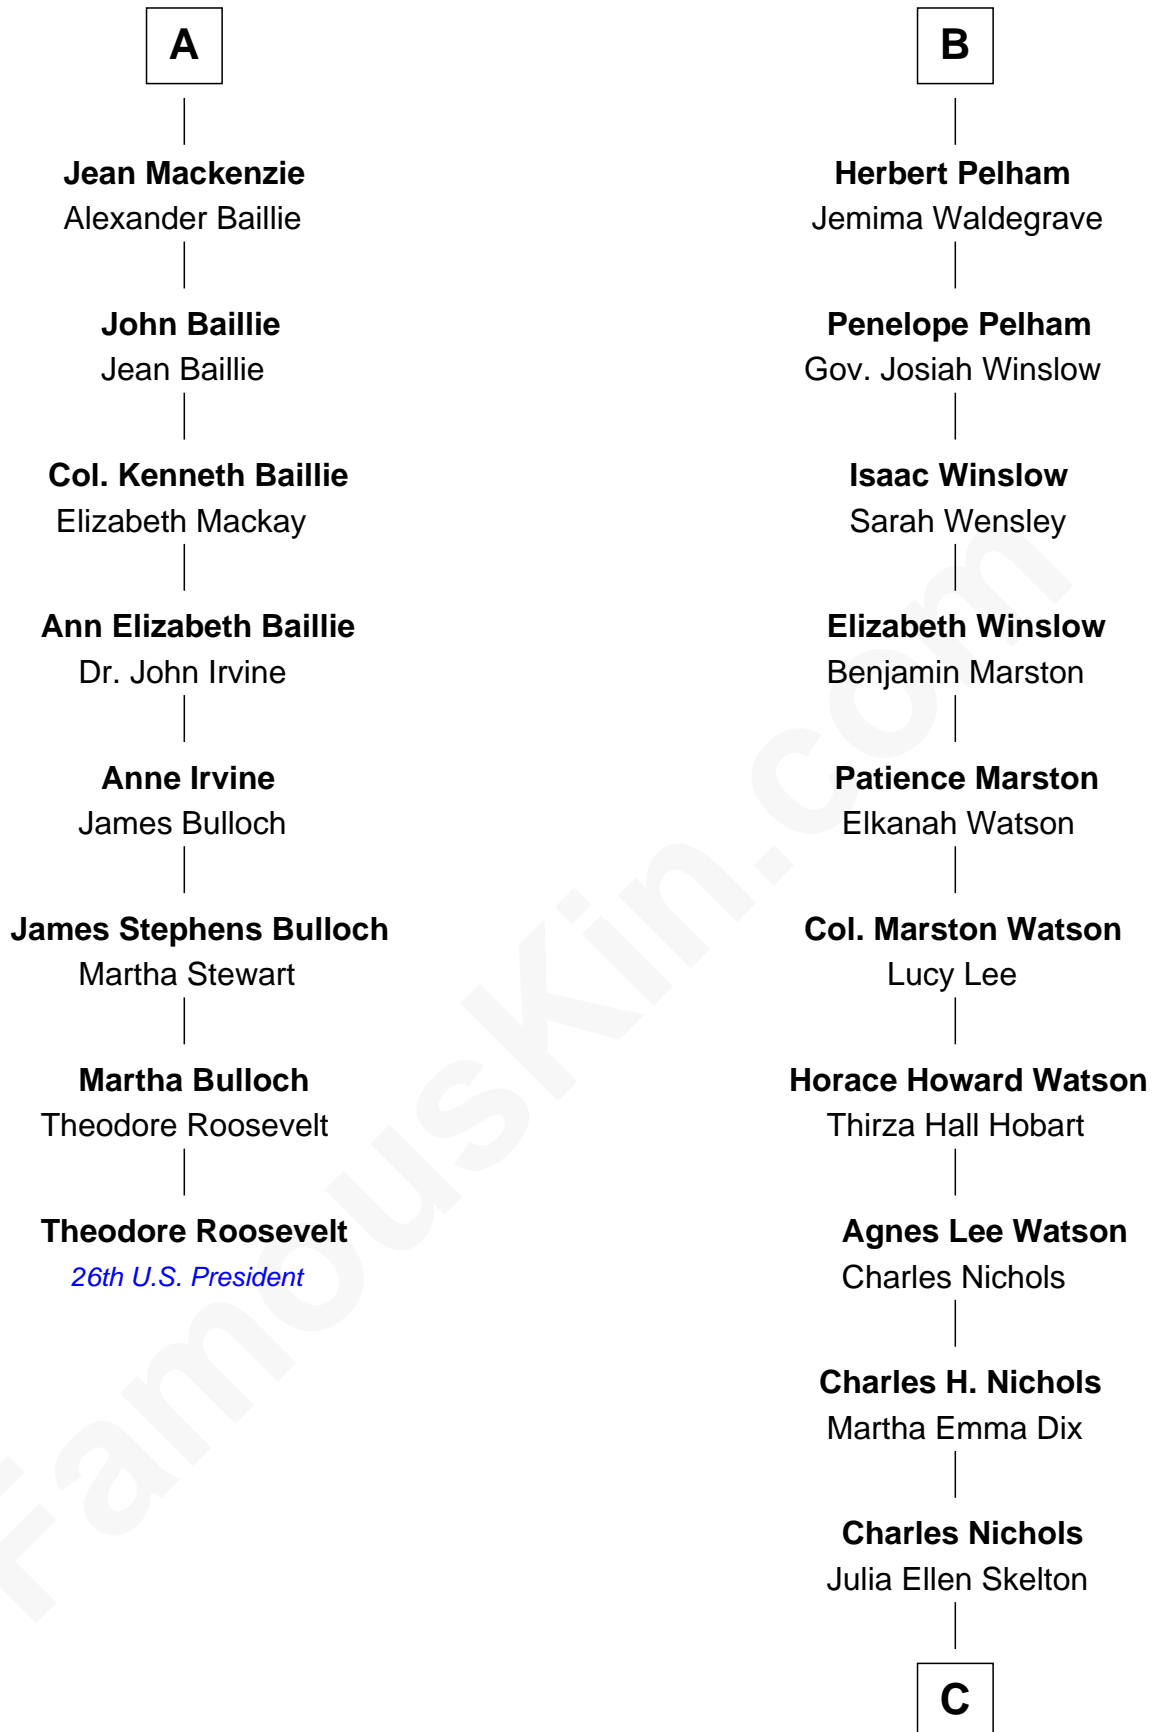 A
Jean Mackenzie
Alexander Baillie
John Baillie
Jean Baillie
Col. Kenneth Baillie
Elizabeth Mackay
Ann Elizabeth Baillie
Dr. John Irvine
Anne Irvine
James Bulloch
James Stephens Bulloch
Martha Stewart
Martha Bulloch
Theodore Roosevelt
Theodore Roosevelt
26th U.S. President
B
Herbert Pelham
Jemima Waldegrave
Penelope Pelham
Gov. Josiah Winslow
Isaac Winslow
Sarah Wensley
Elizabeth Winslow
Benjamin Marston
Patience Marston
Elkanah Watson
Col. Marston Watson
Lucy Lee
Horace Howard Watson
Thirza Hall Hobart
Agnes Lee Watson
Charles Nichols
Charles H. Nichols
Martha Emma Dix
Charles Nichols
Julia Ellen Skelton
C
FamousKin.com